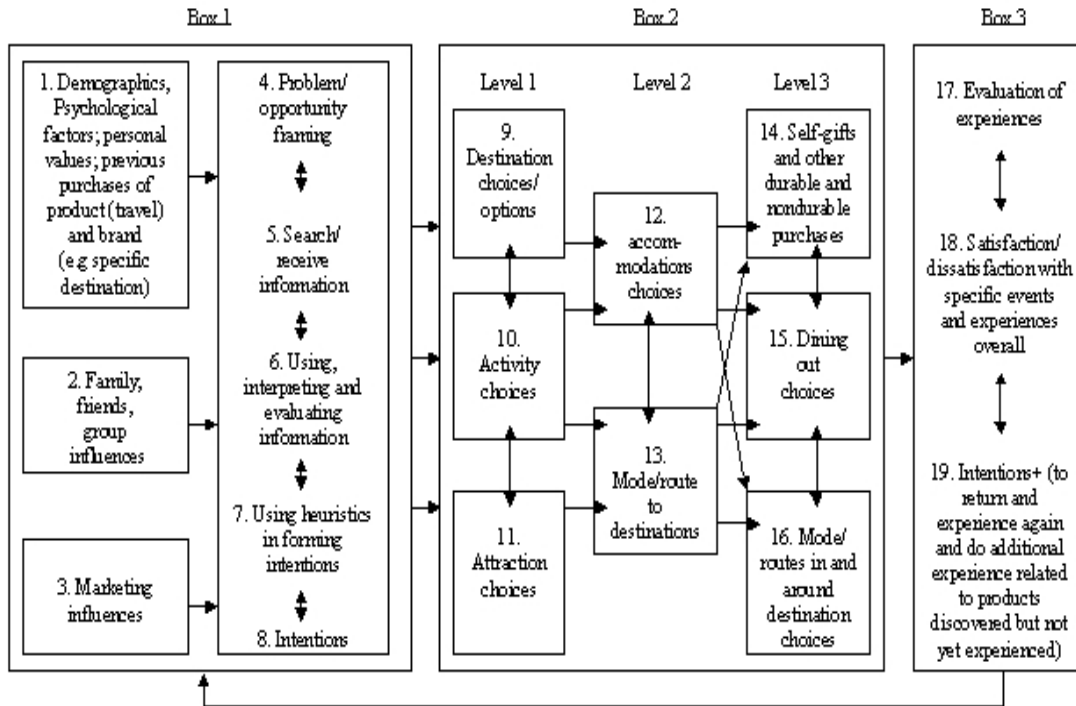 Box 1
1. Demographics,
Psychological
factors; personal
values; previous
purchases of
product (travel)
and brand
(e.g specific
destination)
2. Family,
friends,
group
influences
3. Marketing
influences
4. Problem/
opportunity
framing
5. Search/
receive
information
6. Using,
interpreting and
evaluating
information
7. Using heuristics
in forming
intentions
8. Intentions
Box 2
Level 1
Level 2
Level 3
9.
Destination
choices/
options
10.
Activity
choices
11.
Attraction
choices
12.
accom-
modations
choices
13.
Mode/route
to
destinations
14. Self-gifts
and other
durable and
nondurable
purchases
15. Dining
out
choices
16. Mode/
routes in and
around
destination
choices
Box 3
17. Evaluation of
experiences
18. Satisfaction/
dissatisfaction with
specific events
and experiences
overall
19. Intentions+ (to
return and
experience again
and do additional
experience related
to products
discovered but not
yet experienced)